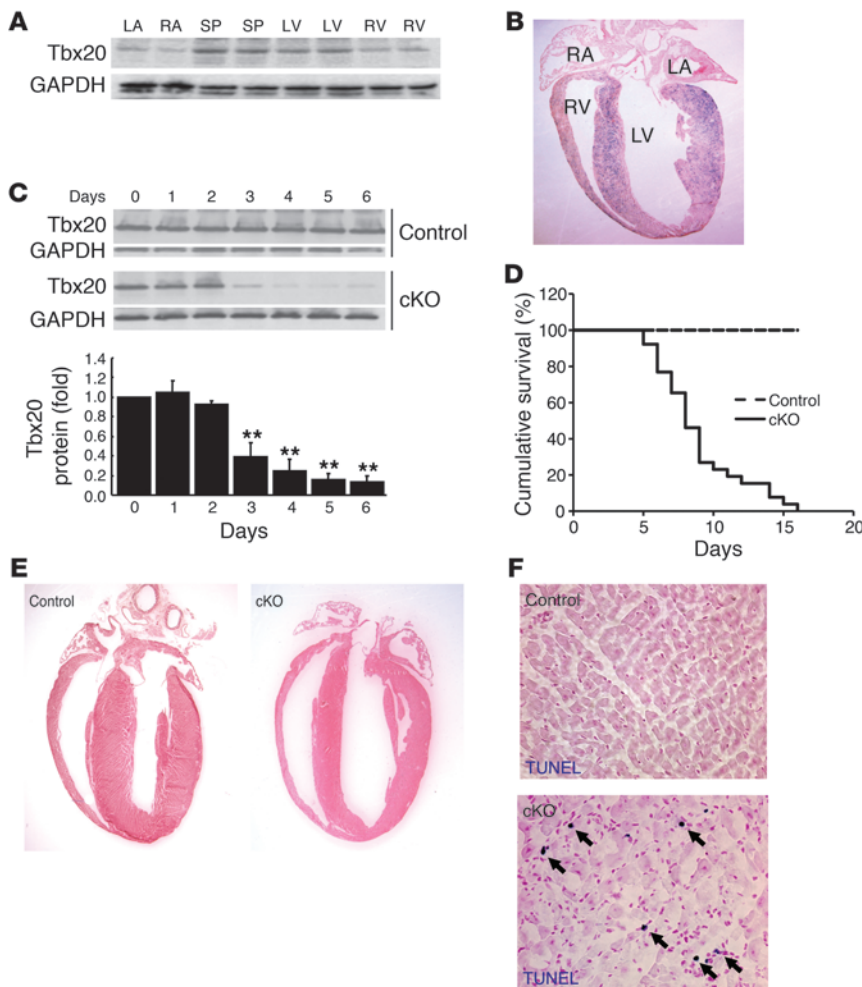 A
LA RA SP SP LV LV RV RV
Tbx20
GAPDH
B
RA
LA
RV
LV
C
Days 0 1 2 3 4 5 6
Tbx20
GAPDH
Control
Tbx20
GAPDH
cKO
Tbx20 protein (fold)
1.4
1.2
1.0
0.8
0.6
0.4
0.2
0.0
** ** ** **
0 1 2 3 4 5 6
Days
D
Cumulative survival (%)
120
100
80
60
40
20
0
Control
cKO
0 5 10 15 20
Days
E
Control
cKO
F
Control
TUNEL
cKO
TUNEL